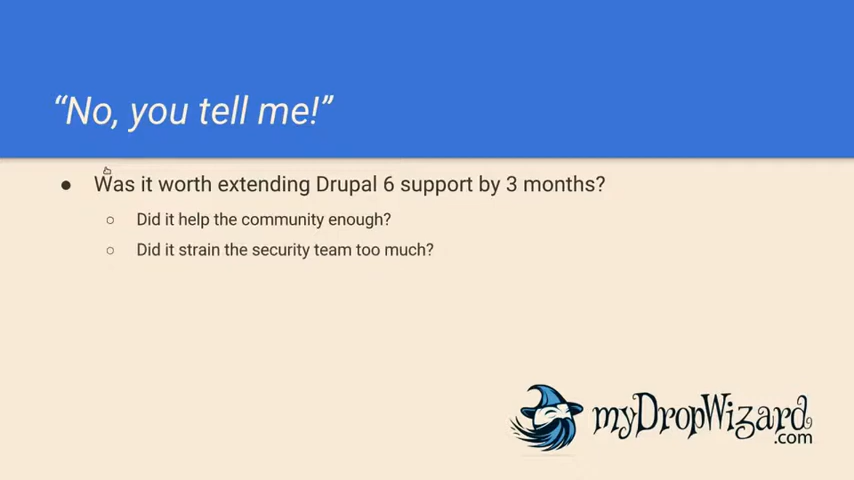 “No, you tell me!”
● Was it worth extending Drupal 6 support by 3 months?
○ Did it help the community enough?
○ Did it strain the security team too much?
myDropWizard
.com